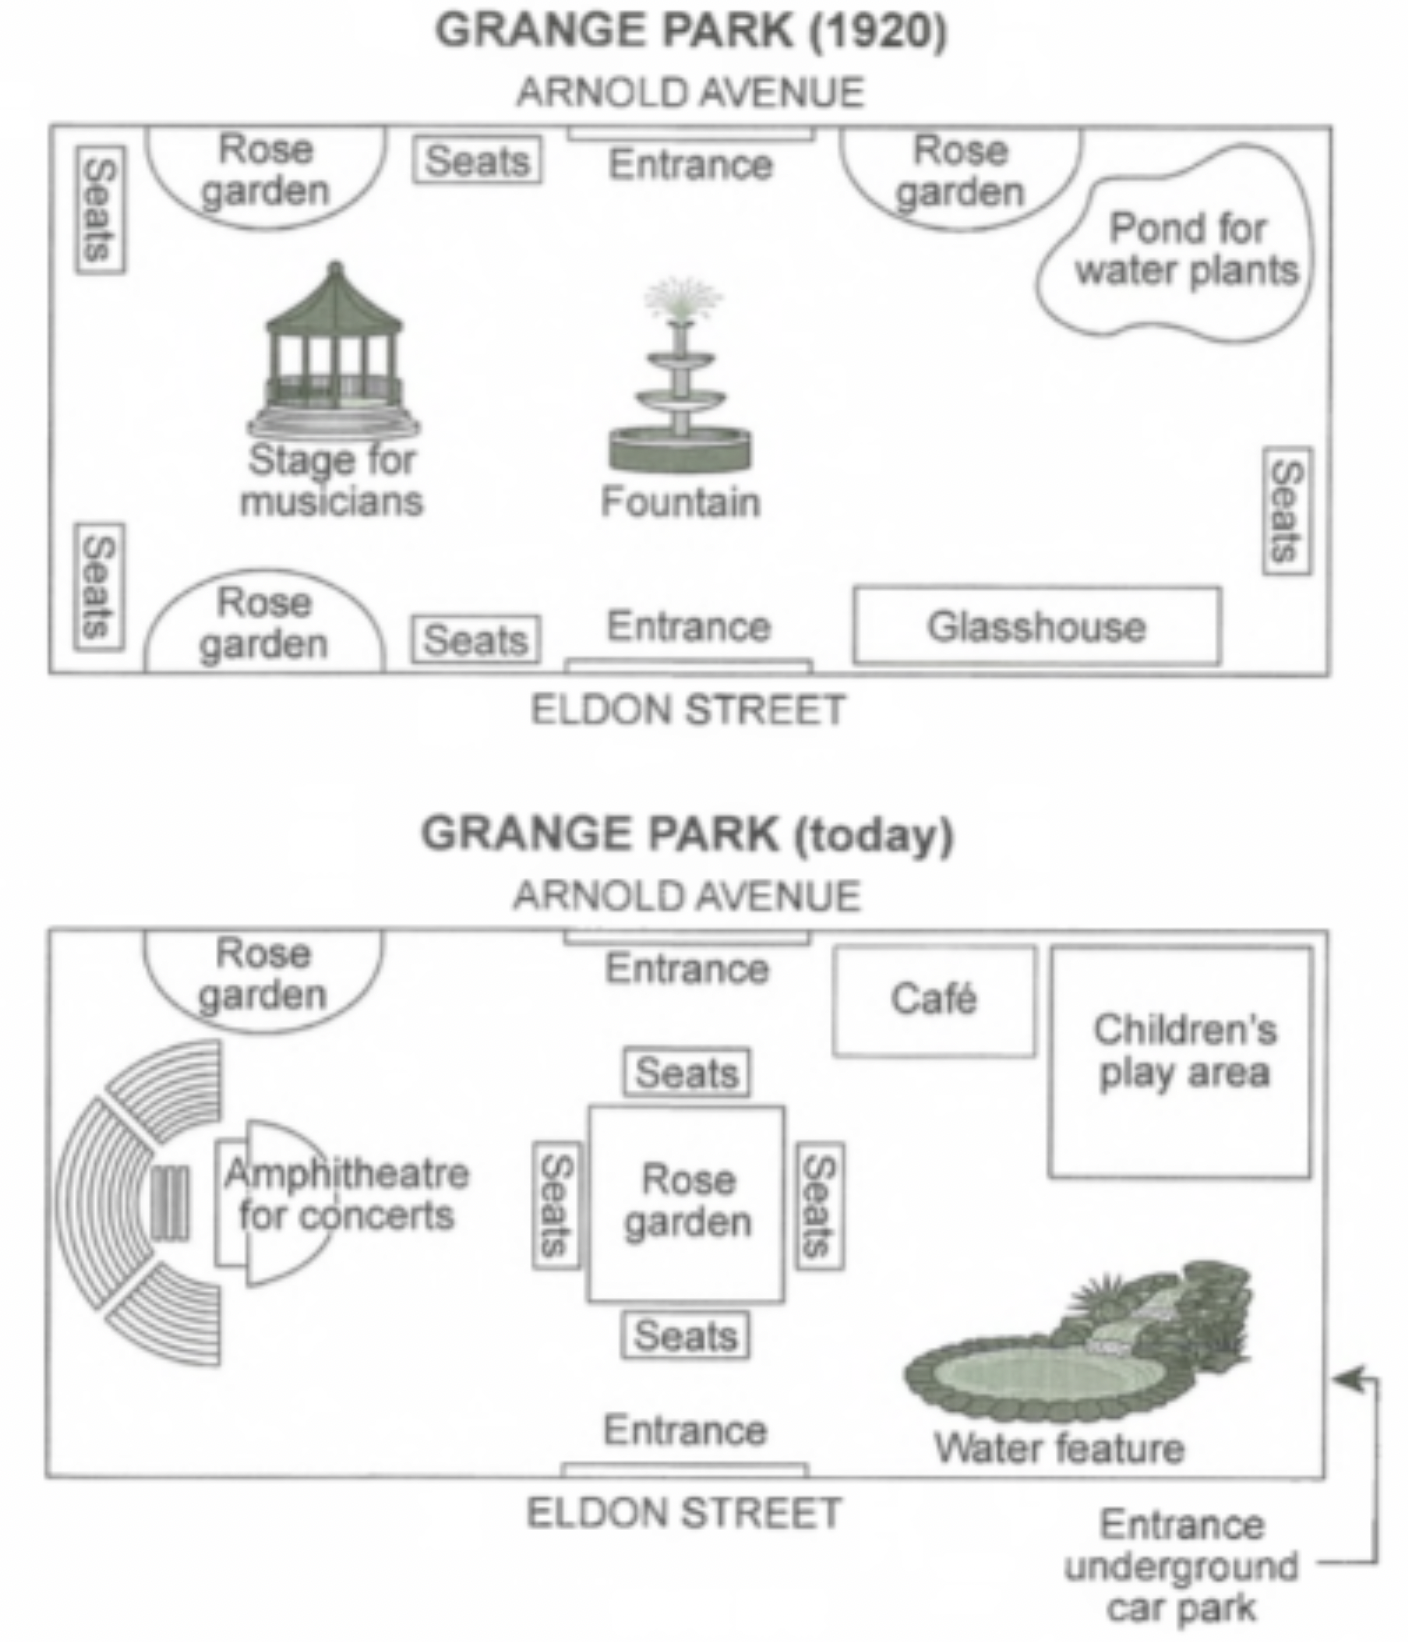 GRANGE PARK (1920)
ARNOLD AVENUE
Rose
garden
Seats
Seats
Entrance
Rose
garden
Pond for
water plants
Stage for
musicians
Fountain
Seats
Seats
Rose
garden
Seats
Entrance
Glasshouse
ELDON STREET
GRANGE PARK (today)
ARNOLD AVENUE
Rose
garden
Entrance
Café
Children's
play area
Seats
Amphitheatre
for concerts
Seats
Rose
garden
Seats
Seats
Entrance
Water feature
ELDON STREET
Entrance
underground
car park